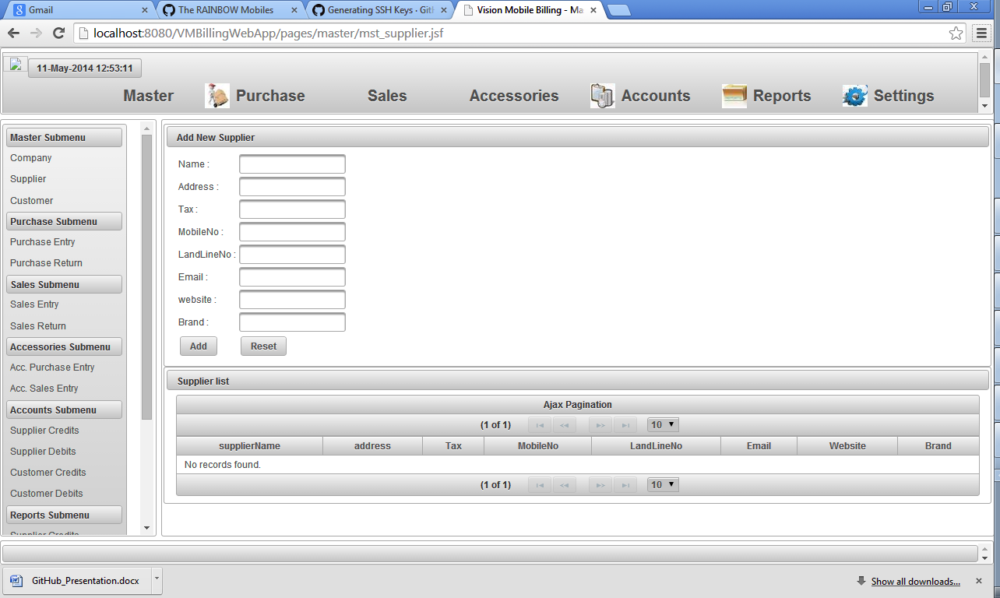 Gmail
The RAINBOW Mobiles
Generating SSH Keys · Gitl
Vision Mobile Billing - Ma
localhost:8080/VMBillingWebApp/pages/master/mst_supplier.jsf
11-May-2014 12:53:11
Master Purchase Sales Accessories Accounts Reports Settings
Master Submenu
Company
Supplier
Customer
Purchase Submenu
Purchase Entry
Purchase Return
Sales Submenu
Sales Entry
Sales Return
Accessories Submenu
Acc. Purchase Entry
Acc. Sales Entry
Accounts Submenu
Supplier Credits
Supplier Debits
Customer Credits
Customer Debits
Reports Submenu
Supplier Credits
Add New Supplier
Name :
Address :
Tax :
MobileNo :
LandLineNo :
Email :
website :
Brand :
Add Reset
Supplier list
Ajax Pagination
(1 of 1) 10
supplierName address Tax MobileNo LandLineNo Email Website Brand
No records found.
(1 of 1) 10
GitHub_Presentation.docx
Show all downloads...